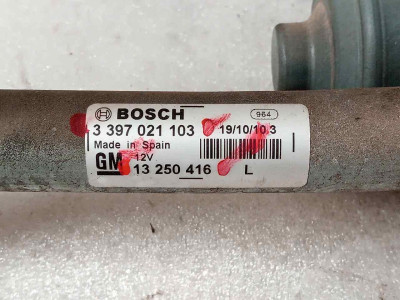 BOSCH
964
3 397 021 103
19/10/10.3
Made in Spain
GM
12V
13 250 416
L